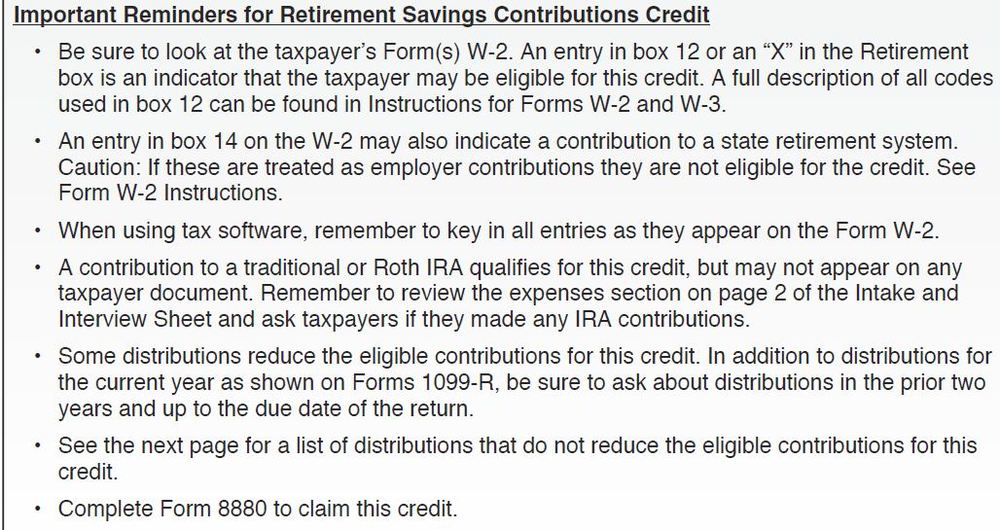 Important Reminders for Retirement Savings Contributions Credit
• Be sure to look at the taxpayer’s Form(s) W-2. An entry in box 12 or an “X” in the Retirement
box is an indicator that the taxpayer may be eligible for this credit. A full description of all codes
used in box 12 can be found in Instructions for Forms W-2 and W-3.
• An entry in box 14 on the W-2 may also indicate a contribution to a state retirement system.
Caution: If these are treated as employer contributions they are not eligible for the credit. See
Form W-2 Instructions.
• When using tax software, remember to key in all entries as they appear on the Form W-2.
• A contribution to a traditional or Roth IRA qualifies for this credit, but may not appear on any
taxpayer document. Remember to review the expenses section on page 2 of the Intake and
Interview Sheet and ask taxpayers if they made any IRA contributions.
• Some distributions reduce the eligible contributions for this credit. In addition to distributions for
the current year as shown on Forms 1099-R, be sure to ask about distributions in the prior two
years and up to the due date of the return.
• See the next page for a list of distributions that do not reduce the eligible contributions for this
credit.
• Complete Form 8880 to claim this credit.